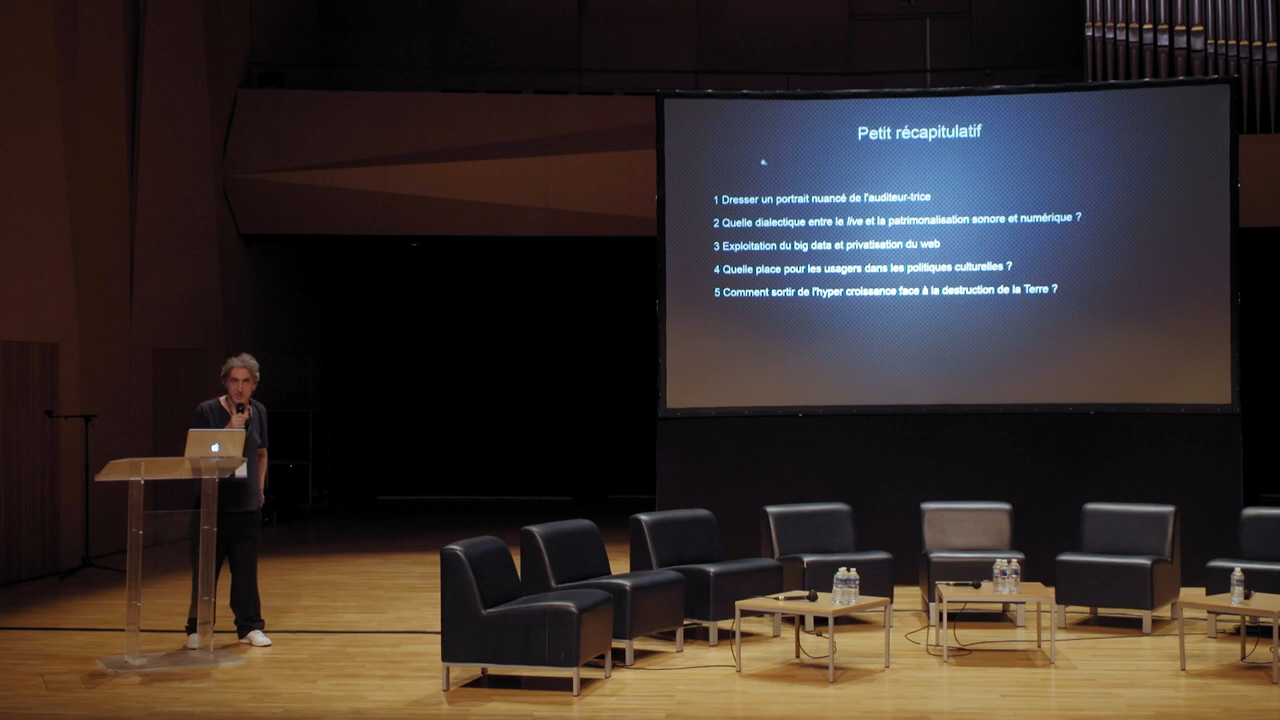 Petit récapitulatif
1 Dresser un portrait nuancé de l'auditeur-trice
2 Quelle dialectique entre le live et la patrimonalisation sonore et numérique ?
3 Exploitation du big data et privatisation du web
4 Quelle place pour les usagers dans les politiques culturelles ?
5 Comment sortir de l'hyper croissance face à la destruction de la Terre ?